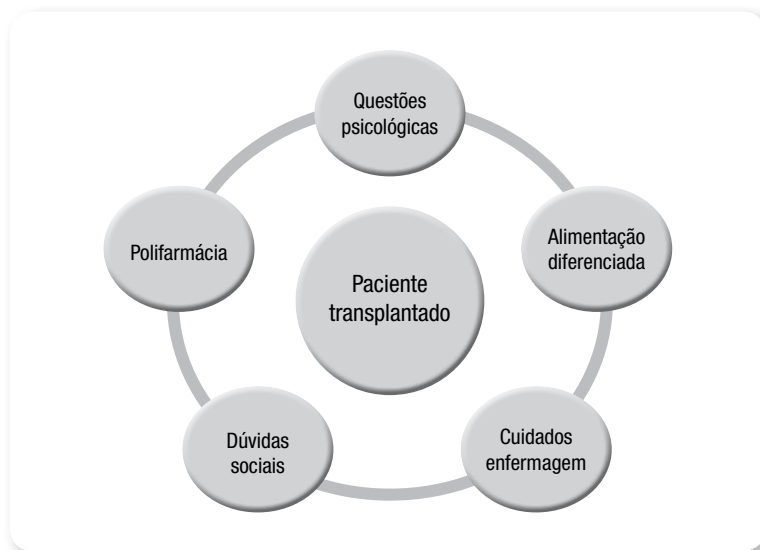 Questões
psicológicas
Alimentação
diferenciada
Polifarmácia
Paciente
transplantado
Dúvidas
sociais
Cuidados
enfermagem